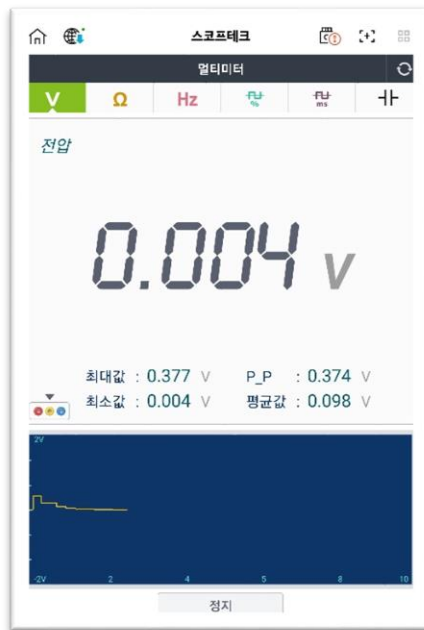 스코프테크
멀티미터
V Ω Hz % ms
전압
0.004 V
최대값 : 0.377 V P_P : 0.374 V
최소값 : 0.004 V 평균값 : 0.098 V
2V
-2V 2 4 5 8 10
정지